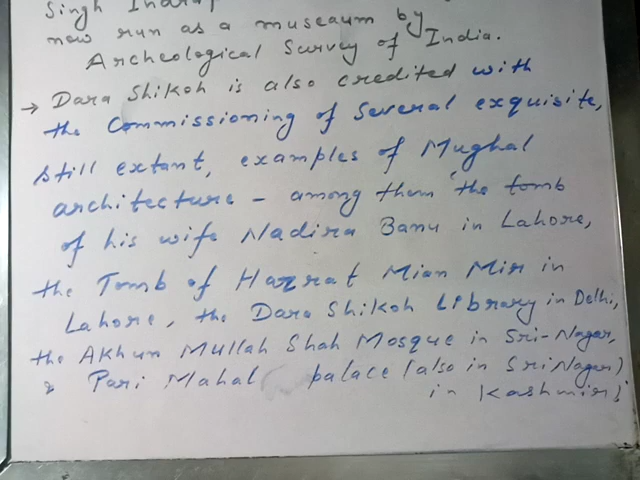 Singh
now run as a museaum by
Archeological Survey of India.
→ Dara Shikoh is also credited with
the Commissioning of several exquisite,
still extant, examples of Mughal
architecture - among them the tomb
of his wife Nadira Banu in Lahore,
the Tomb of Hazrat Mian Mir in
Lahore, the Dara Shikoh Library in Delhi,
the Akhun Mullah Shah Mosque in Sri-Nagar,
& Pari Mahal palace (also in Sri Nagar)
in Kashmir)